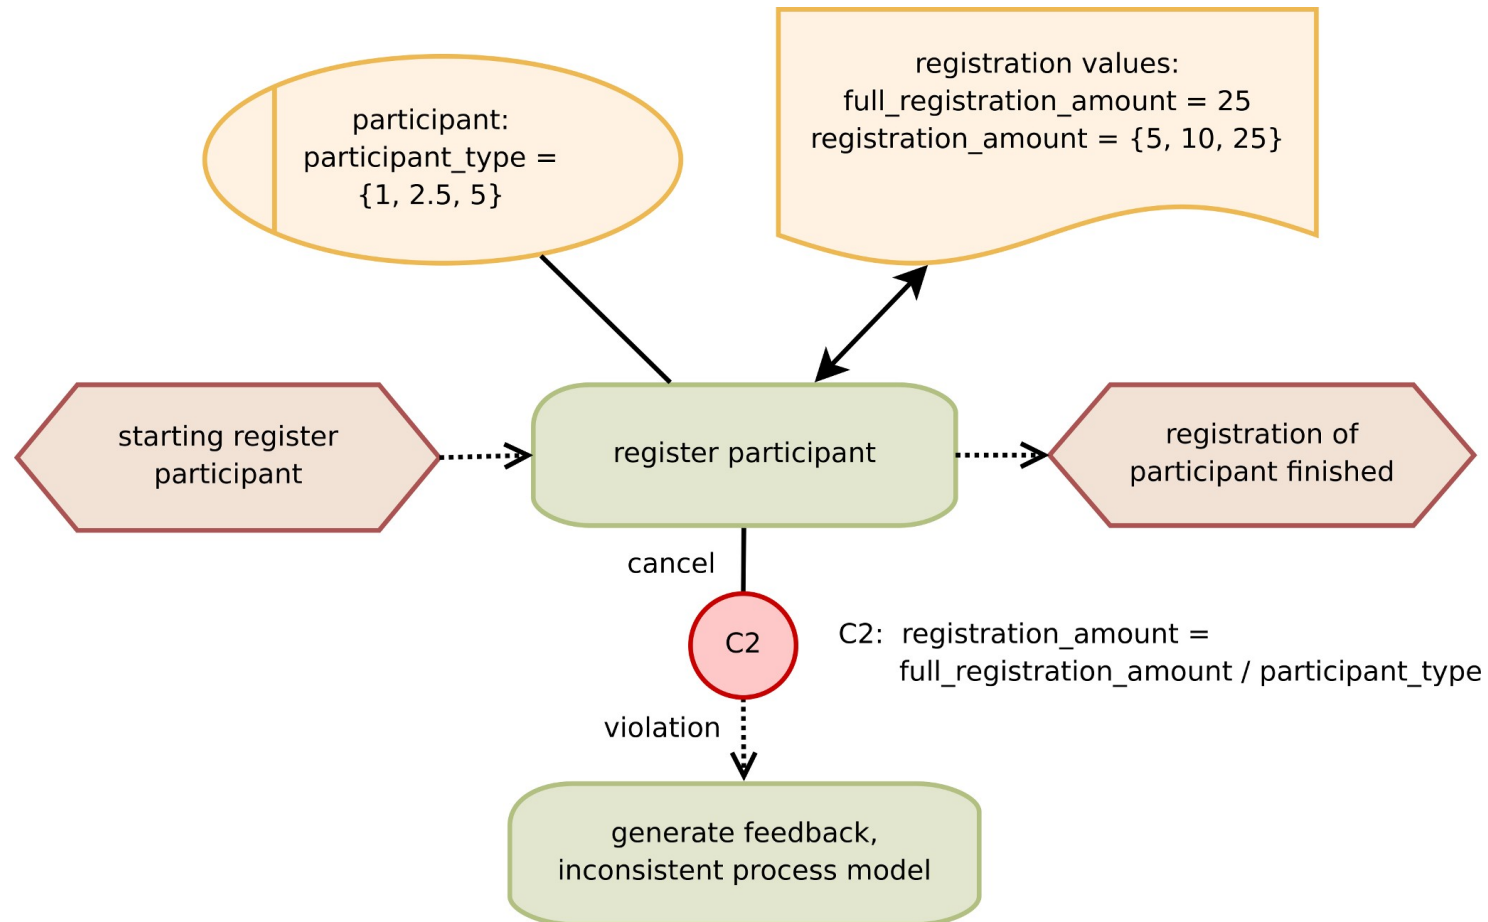 participant:
participant_type =
{1, 2.5, 5}
registration values:
full_registration_amount = 25
registration_amount = {5, 10, 25}
starting register
participant
register participant
registration of
participant finished
cancel
C2
C2:  registration_amount =
full_registration_amount / participant_type
violation
generate feedback,
inconsistent process model